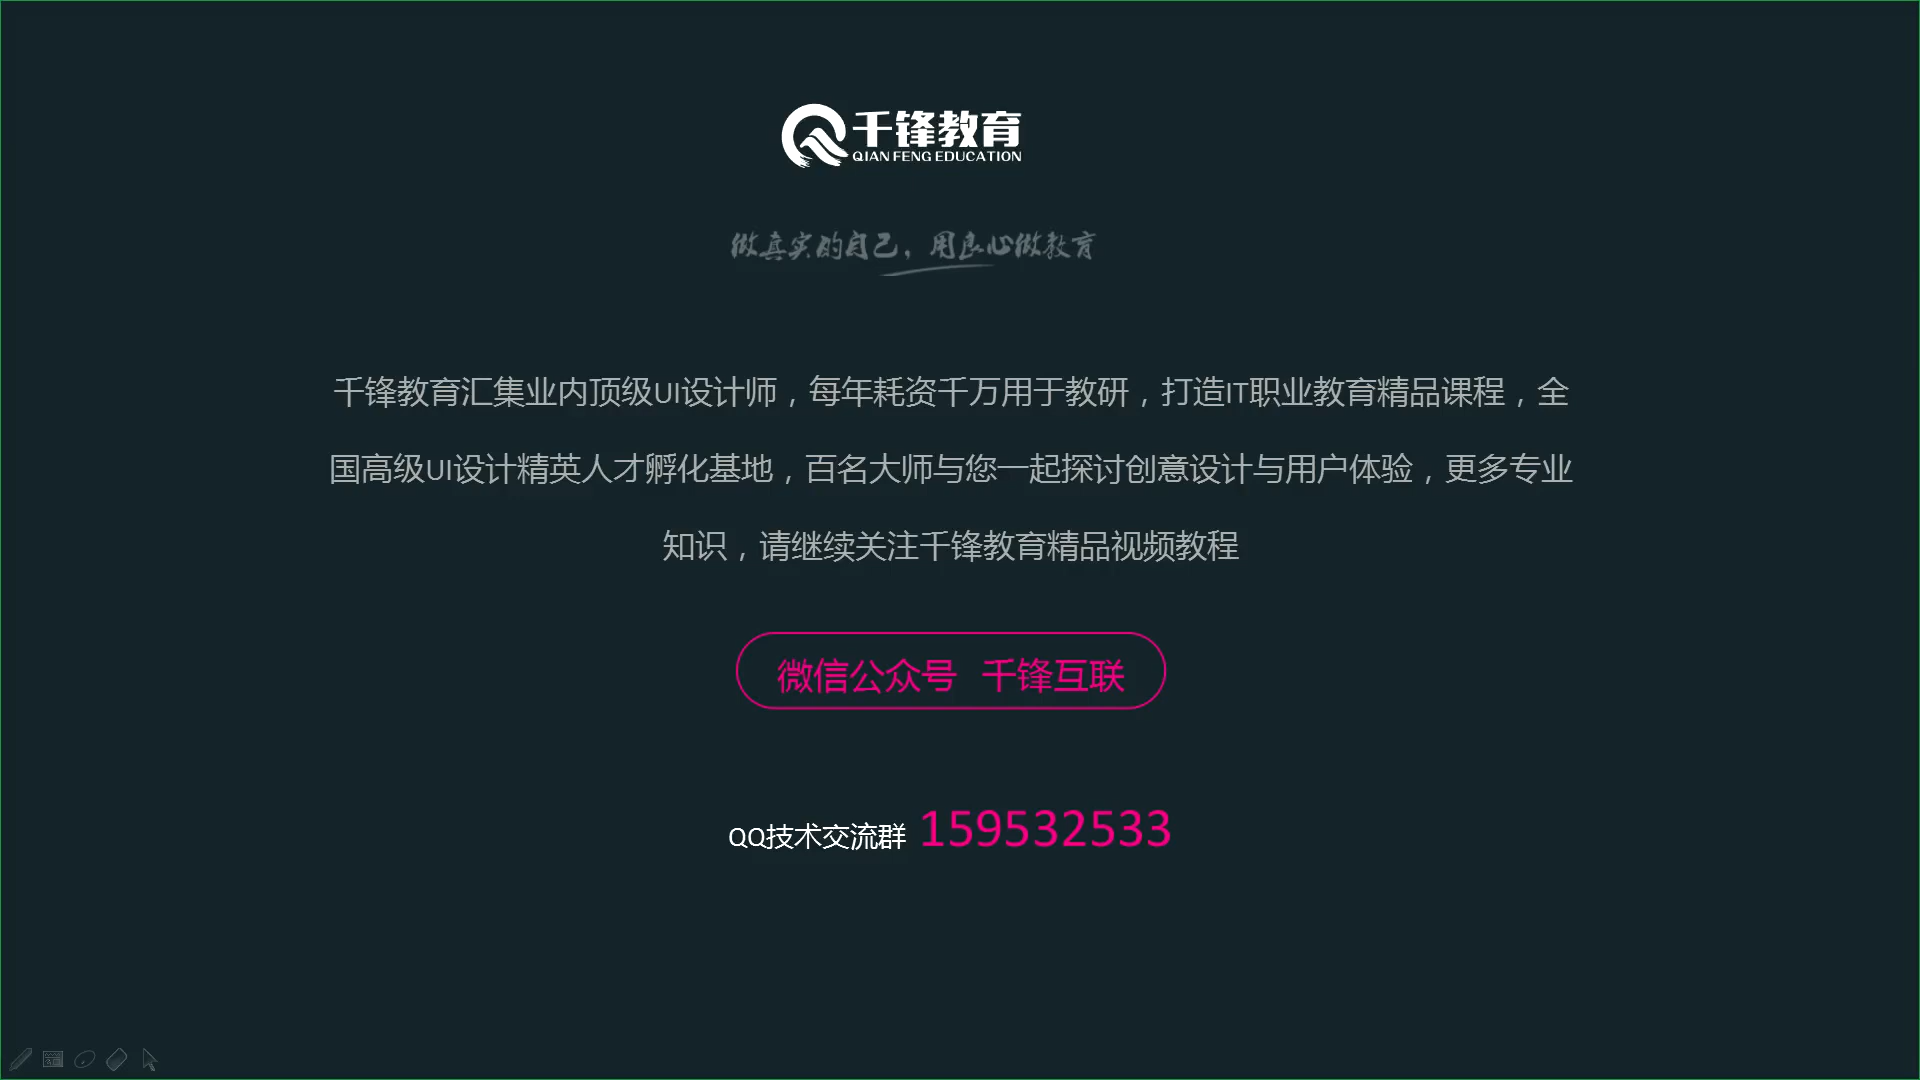 千锋教育
QIAN FENG EDUCATION
做真实的自己，用良心做教育
千锋教育汇集业内顶级UI设计师，每年耗资千万用于教研，打造IT职业教育精品课程，全
国高级UI设计精英人才孵化基地，百名大师与您一起探讨创意设计与用户体验，更多专业
知识，请继续关注千锋教育精品视频教程
微信公众号 千锋互联
QQ技术交流群 159532533